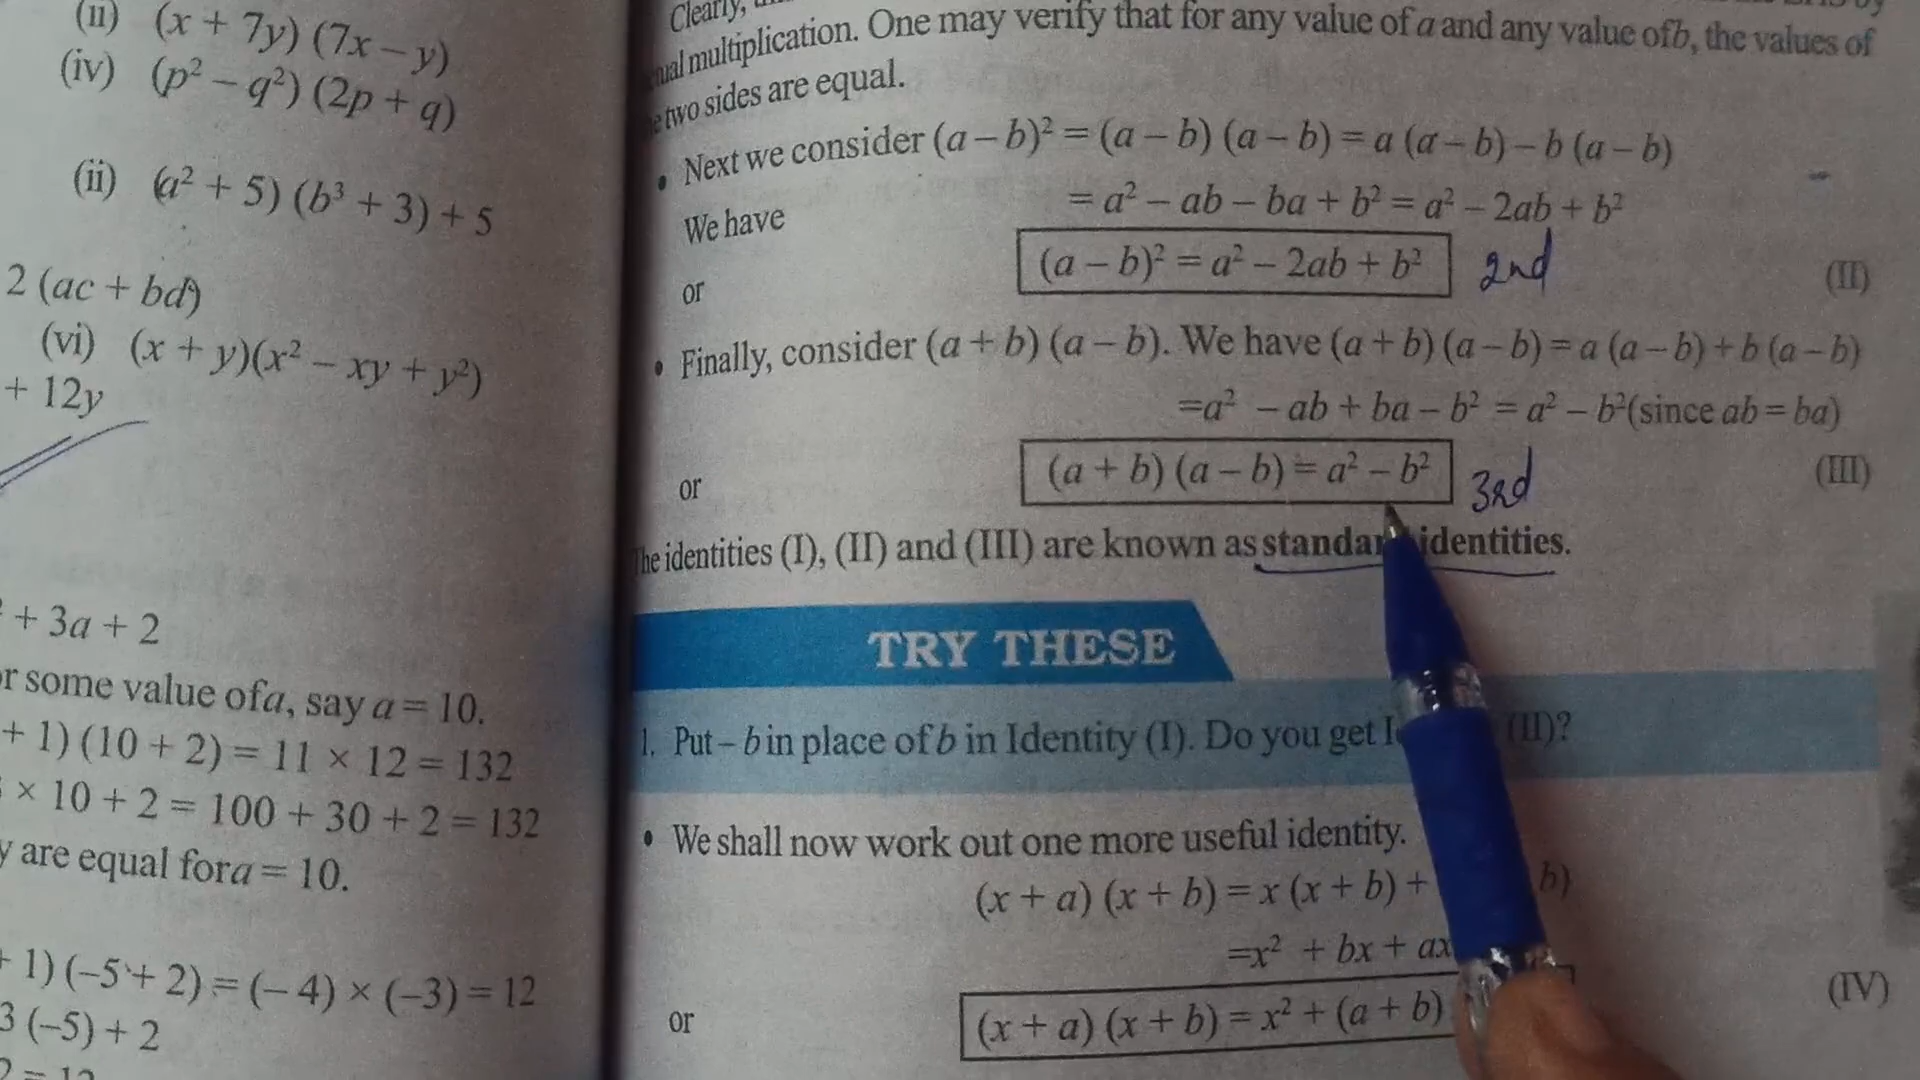 (ii) (x + 7y) (7x – y)
(iv) (p² – q²) (2p + q)
(ii) (a² + 5) (b³ + 3) + 5
2 (ac + bd)
(vi) (x + y)(x² – xy + y²)
+ 12y
+ 3a + 2
some value of a, say a = 10.
+ 1) (10 + 2) = 11 × 12 = 132
× 10 + 2 = 100 + 30 + 2 = 132
are equal for a = 10.
1) (–5 + 2) = (– 4) × (–3) = 12
3 (–5) + 2
Clearly,
multiplication. One may verify that for any value of a and any value of b, the values of
two sides are equal.
• Next we consider (a – b)² = (a – b) (a – b) = a (a – b) – b (a – b)
We have = a² – ab – ba + b² = a² – 2ab + b²
or (a – b)² = a² – 2ab + b² 2nd (II)
• Finally, consider (a + b) (a – b). We have (a + b) (a – b) = a (a – b) + b (a – b)
=a² – ab + ba – b² = a² – b²(since ab = ba)
or (a + b) (a – b) = a² – b² 3rd (III)
The identities (I), (II) and (III) are known as standard identities.
TRY THESE
1. Put – b in place of b in Identity (I). Do you get (II)?
• We shall now work out one more useful identity.
(x + a) (x + b) = x (x + b) + b)
=x² + bx + ax
or (x + a) (x + b) = x² + (a + b) (IV)